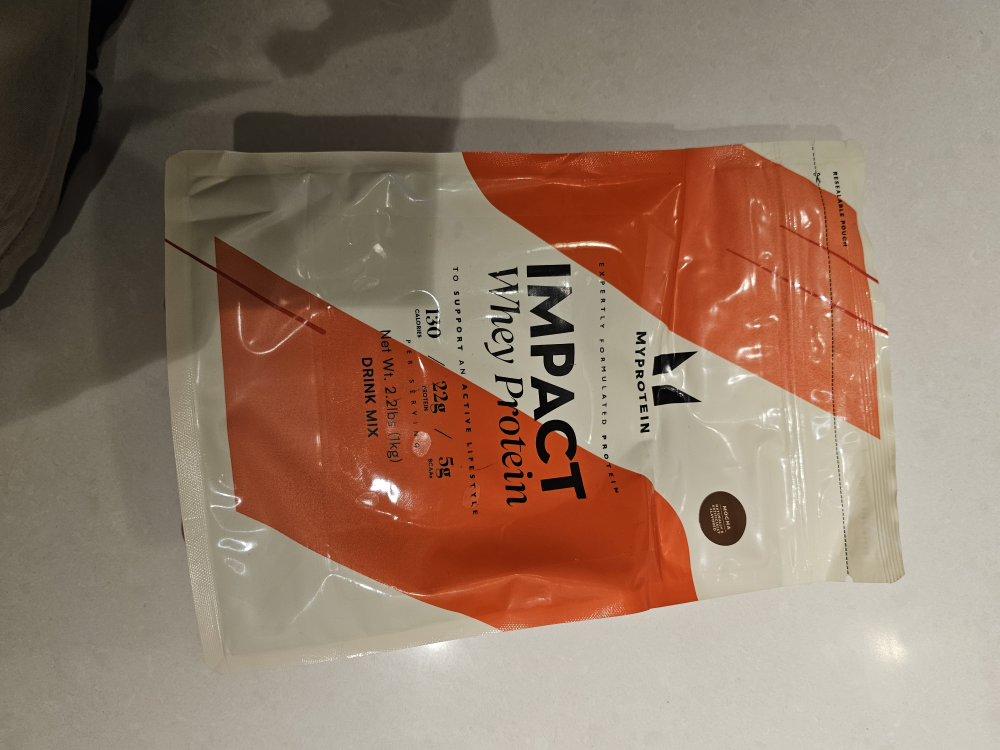 RESEALABLE POUCH
MYPROTEIN
MOCHA
EXPERTLY FORMULATED PROTEIN
IMPACT
Whey Protein
TO SUPPORT AN ACTIVE LIFESTYLE
130 / 22g / 5g
CALORIES PROTEIN BCAAs
PER SERVING
Net Wt. 2.2lbs (1kg)
DRINK MIX